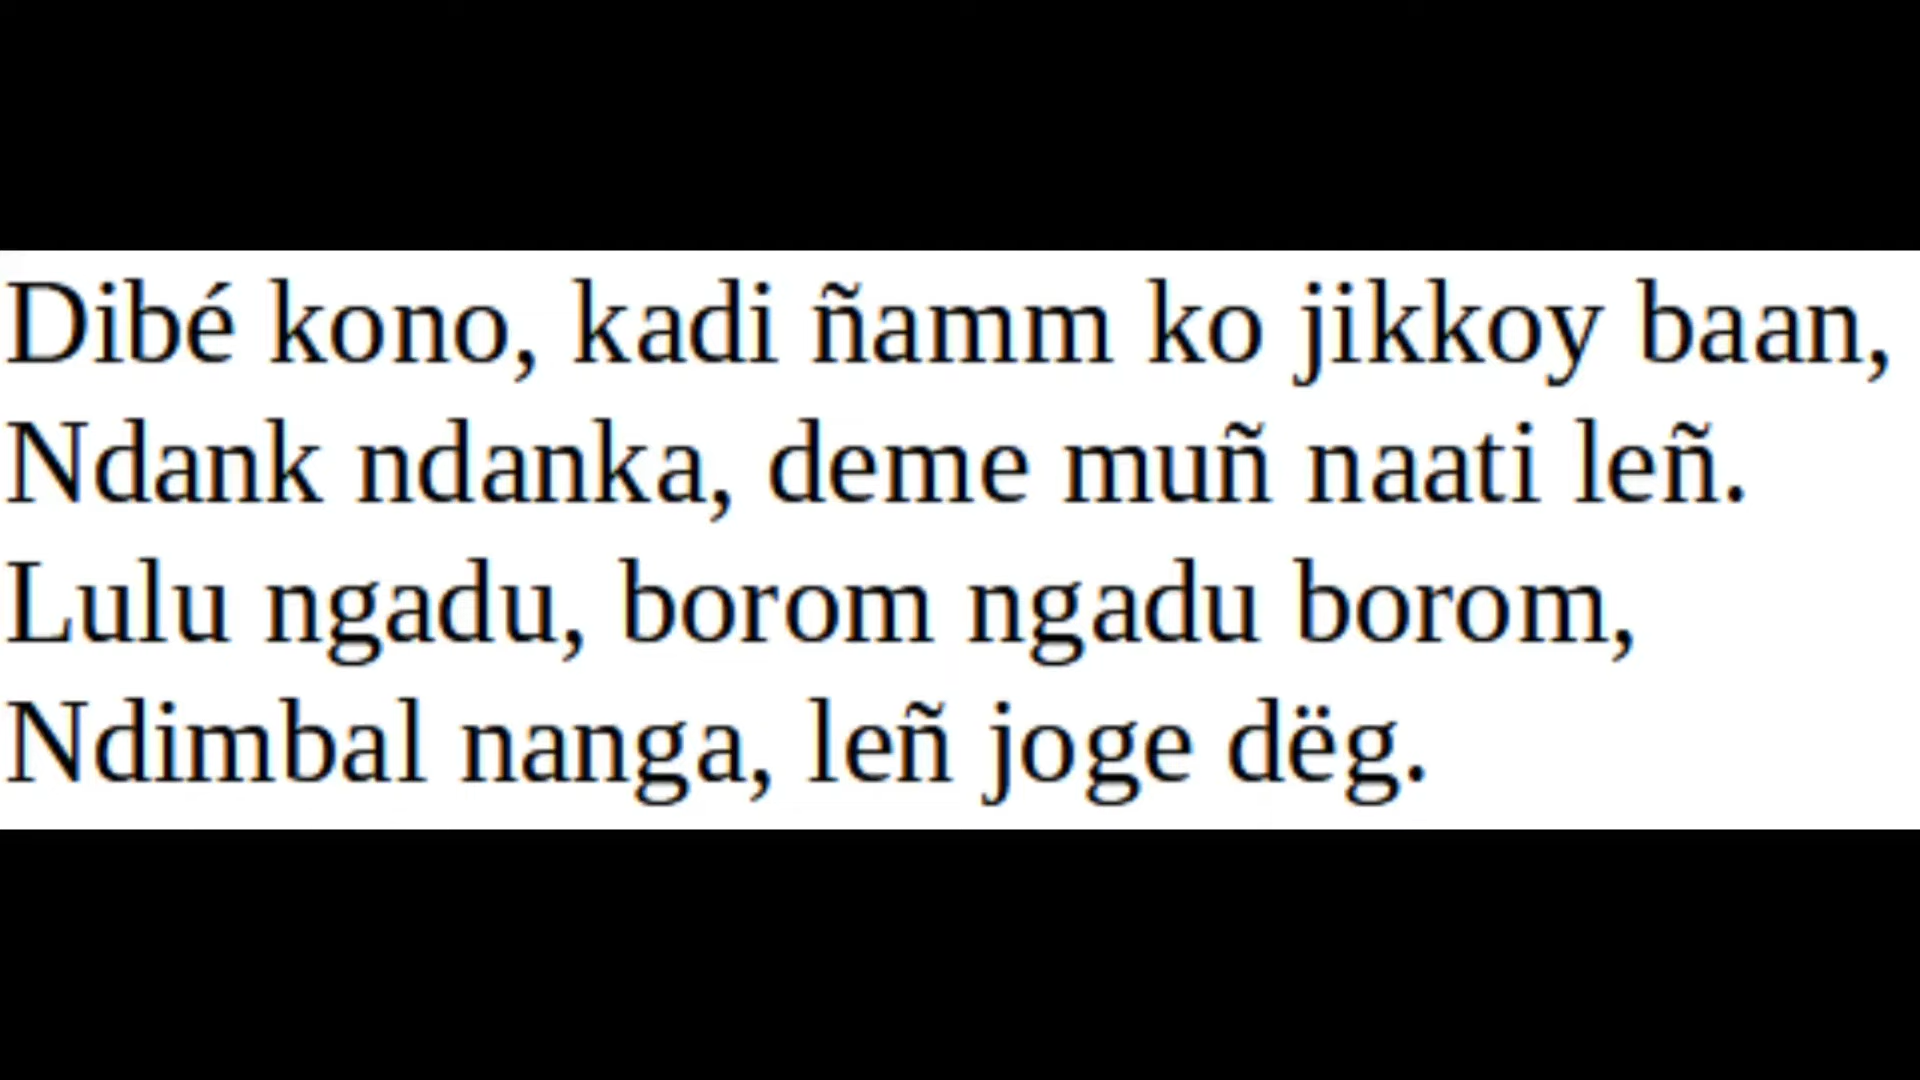 Dibé kono, kadi ñamm ko jikkoy baan,
Ndank ndanka, deme muñ naati leñ.
Lulu ngadu, borom ngadu borom,
Ndimbal nanga, leñ joge dëg.